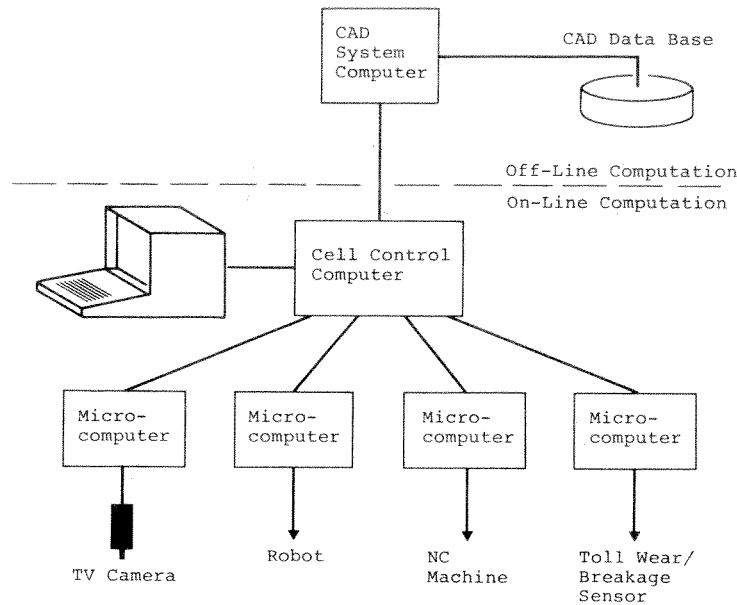 CAD
System
Computer
CAD Data Base
Off-Line Computation
On-Line Computation
Cell Control
Computer
Micro-
computer
Micro-
computer
Micro-
computer
Micro-
computer
TV Camera
Robot
NC
Machine
Toll Wear/
Breakage
Sensor